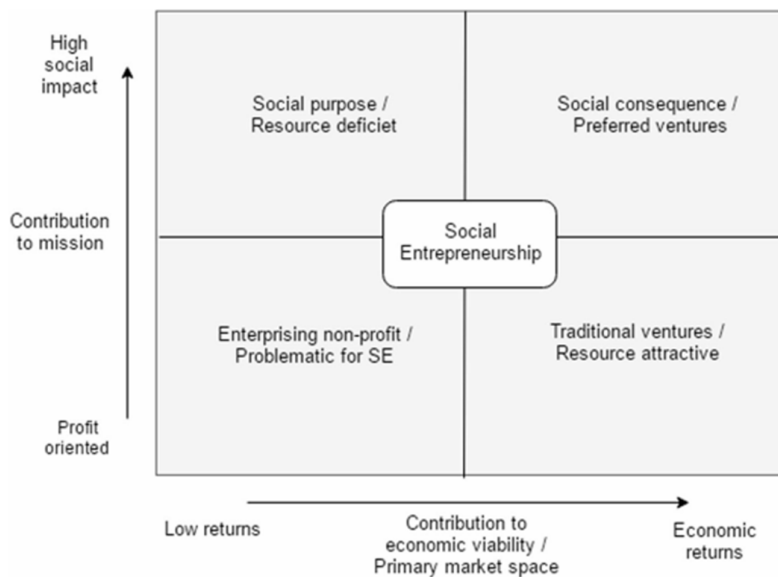 High
social
impact
Social purpose /
Resource deficiet
Social consequence /
Preferred ventures
Contribution
to mission
Social
Entrepreneurship
Enterprising non-profit /
Problematic for SE
Traditional ventures /
Resource attractive
Profit
oriented
Low returns
Contribution to
economic viability /
Primary market space
Economic
returns